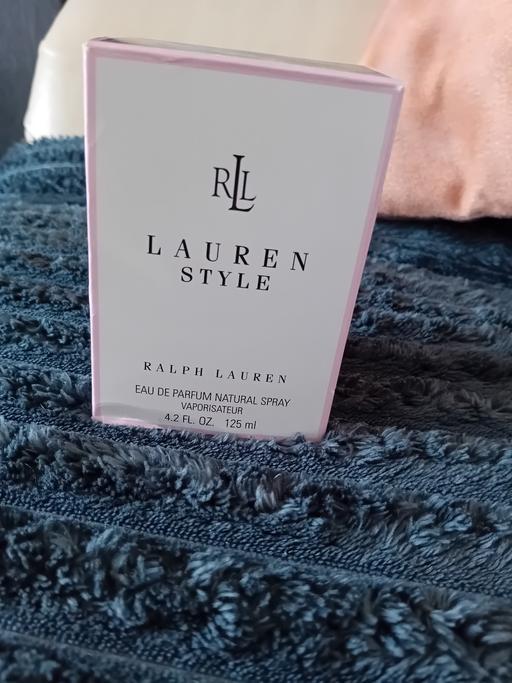 RLL
LAUREN
STYLE
RALPH LAUREN
EAU DE PARFUM NATURAL SPRAY
VAPORISATEUR
4.2 FL. OZ. 125 ml